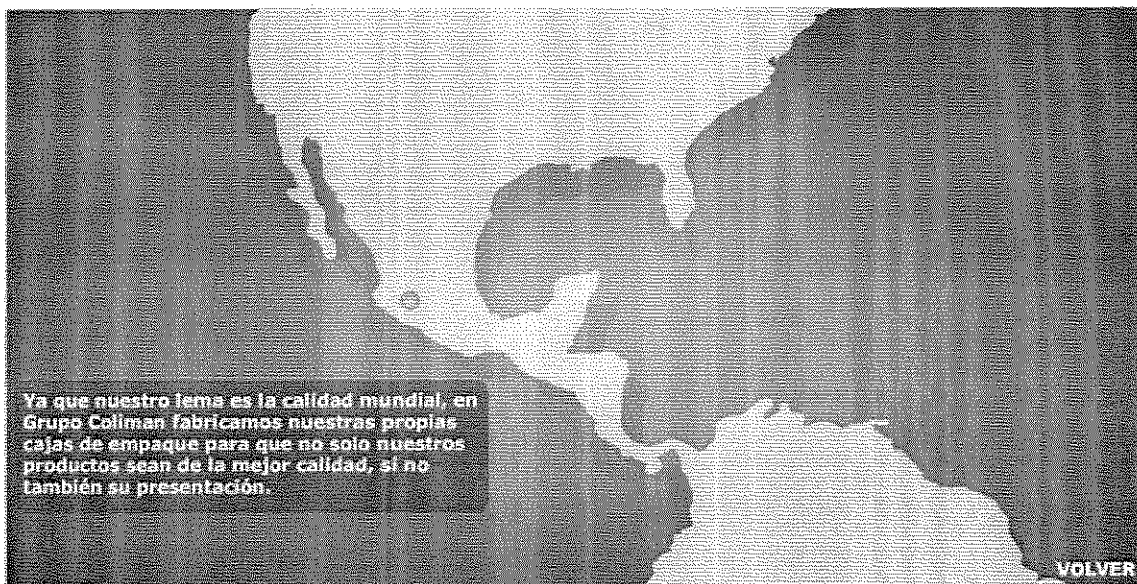 Ya que nuestro lema es la calidad mundial, en
Grupo Coliman fabricamos nuestras propias
cajas de empaque para que no solo nuestros
productos sean de la mejor calidad, si no
también su presentación.
VOLVER